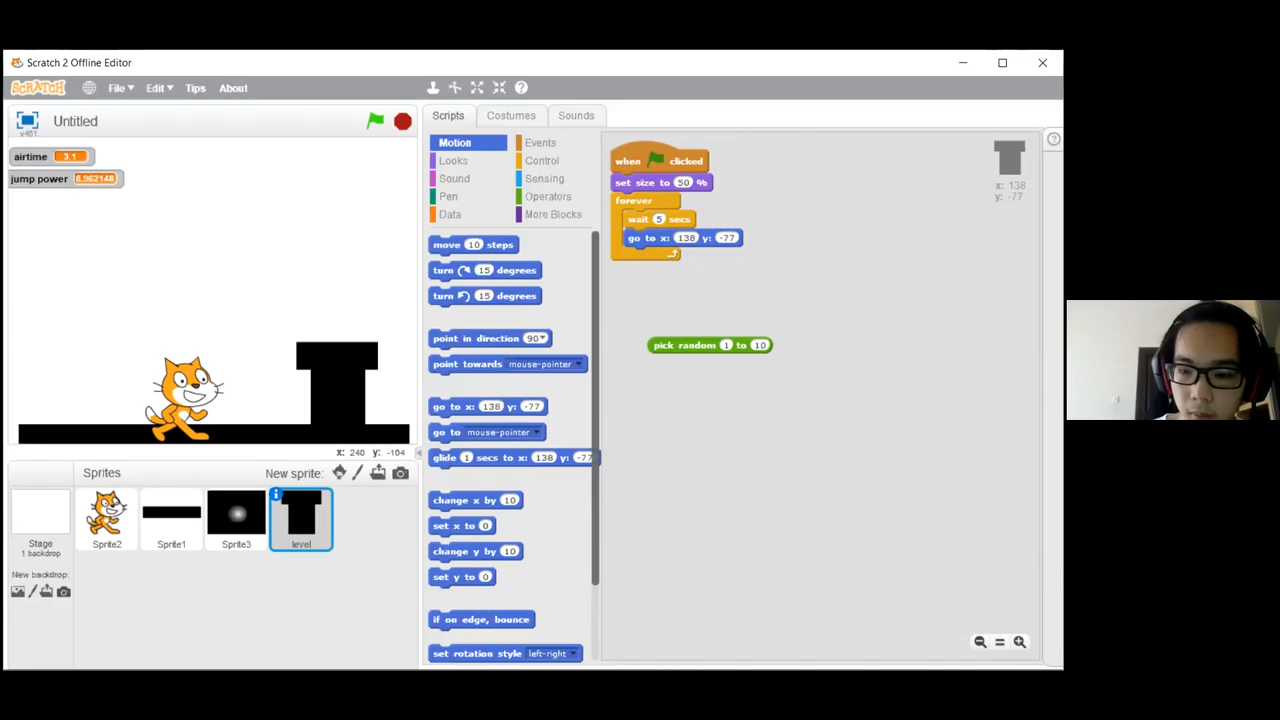 Scratch 2 Offline Editor
SCRATCH File Edit Tips About
v461 Untitled
airtime 3.1
jump power 8.962148
x: 240 y: -104
Sprites New sprite:
Stage
1 backdrop
New backdrop:
Sprite2
Sprite1
Sprite3
level
Scripts Costumes Sounds
Motion Events
Looks Control
Sound Sensing
Pen Operators
Data More Blocks
move 10 steps
turn 15 degrees
turn 15 degrees
point in direction 90
point towards mouse-pointer
go to x: 138 y: -77
go to mouse-pointer
glide 1 secs to x: 138 y: -77
change x by 10
set x to 0
change y by 10
set y to 0
if on edge, bounce
set rotation style left-right
when clicked
set size to 50 %
forever
wait 5 secs
go to x: 138 y: -77
pick random 1 to 10
x: 138
y: -77